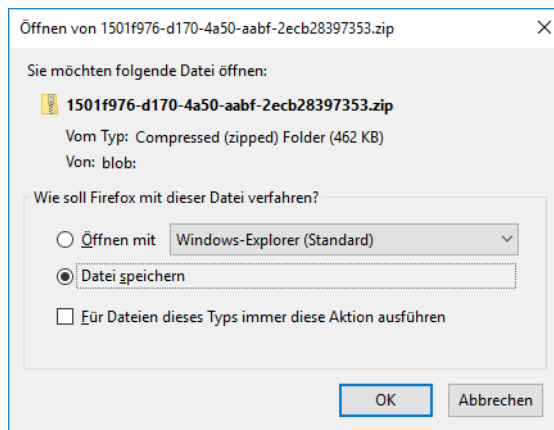 Öffnen von 1501f976-d170-4a50-aabf-2ecb28397353.zip
Sie möchten folgende Datei öffnen:
1501f976-d170-4a50-aabf-2ecb28397353.zip
Vom Typ: Compressed (zipped) Folder (462 KB)
Von: blob:
Wie soll Firefox mit dieser Datei verfahren?
Öffnen mit Windows-Explorer (Standard)
Datei speichern
Für Dateien dieses Typs immer diese Aktion ausführen
OK Abbrechen